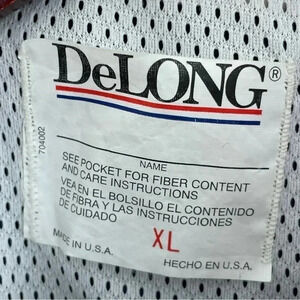 DeLONG®
704002
NAME
SEE POCKET FOR FIBER CONTENT
AND CARE INSTRUCTIONS
VEA EN EL BOLSILLO EL CONTENIDO
DE FIBRA Y LAS INSTRUCCIONES
DE CUIDADO
XL
MADE IN U.S.A.
HECHO EN U.S.A.